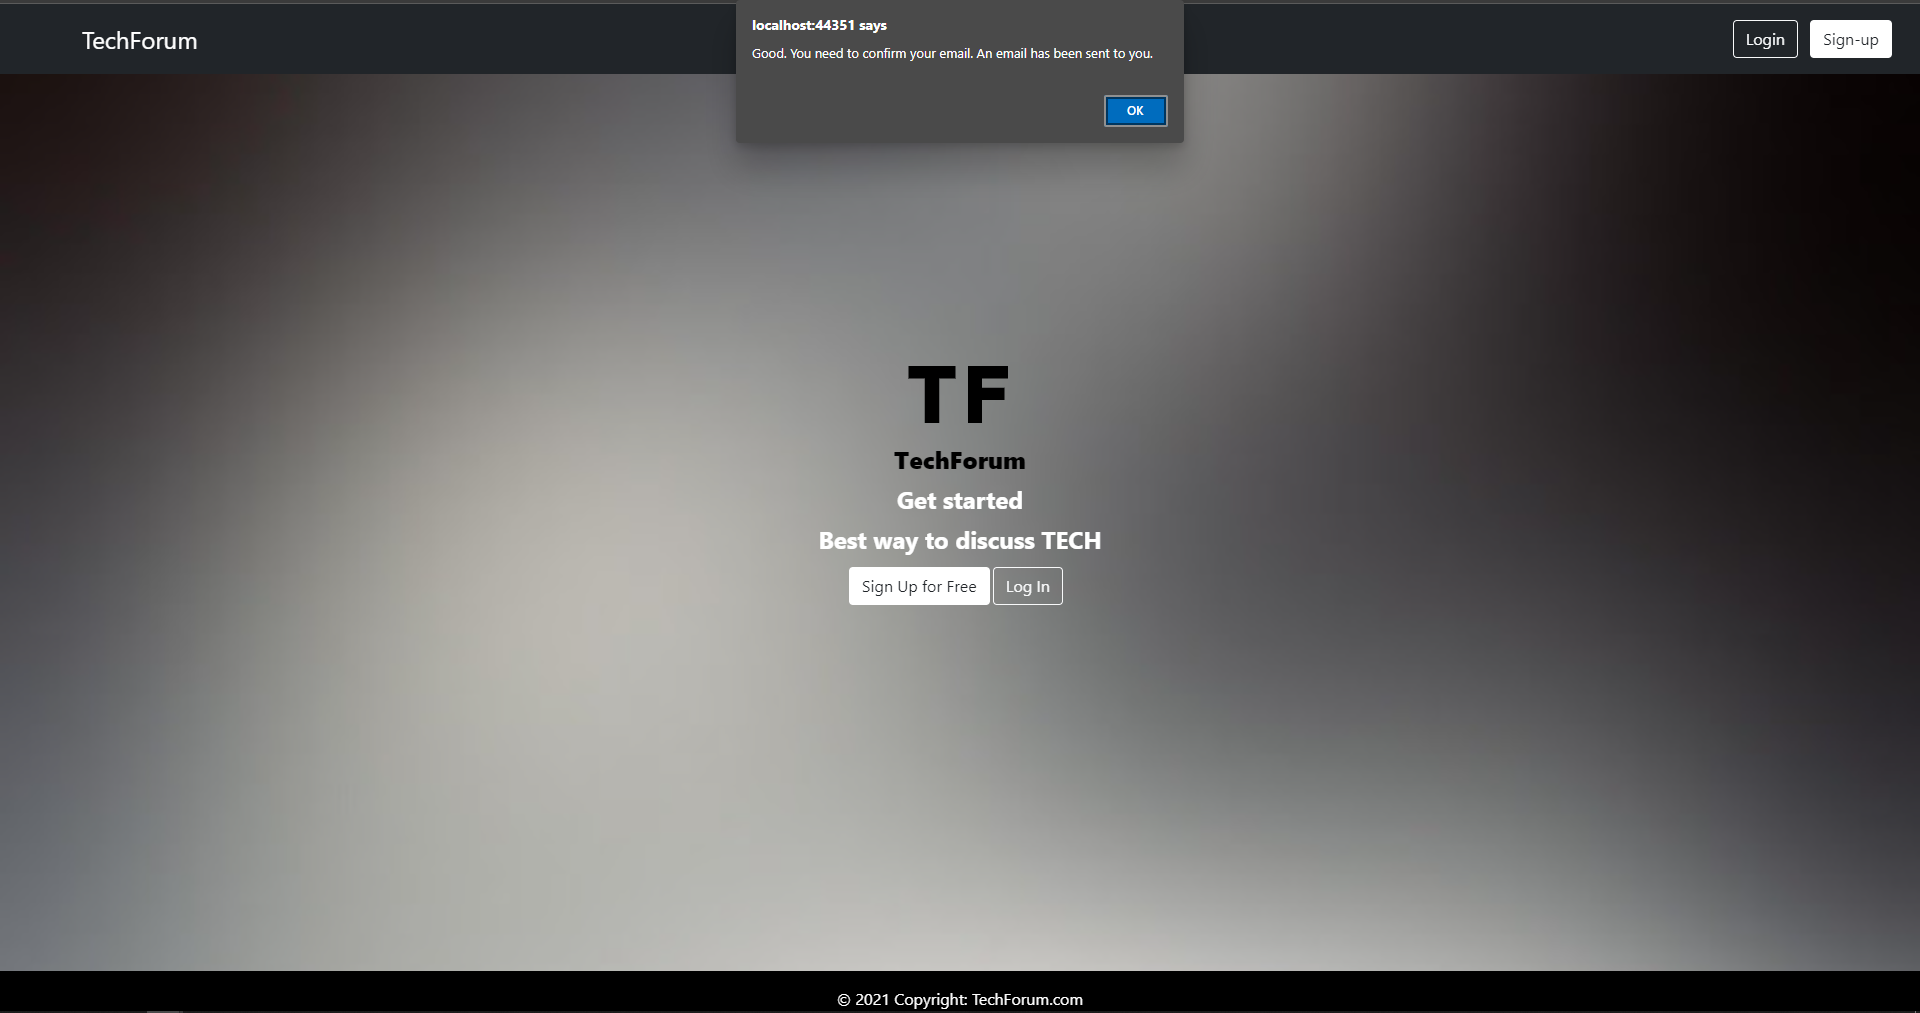 localhost:44351 says
Good. You need to confirm your email. An email has been sent to you.
OK
TechForum
Login
Sign-up
TF
TechForum
Get started
Best way to discuss TECH
Sign Up for Free
Log In
© 2021 Copyright: TechForum.com